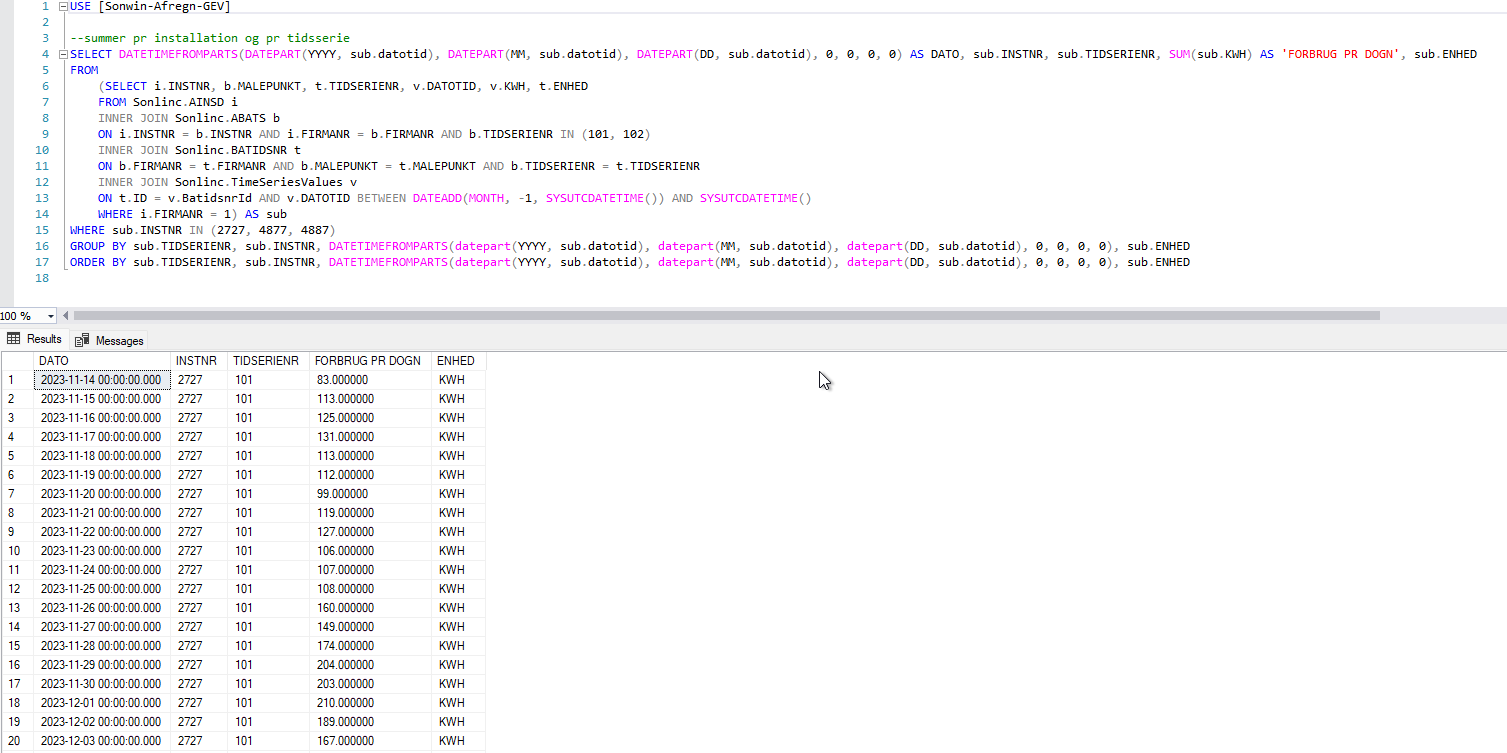 1 USE [Sonwin-Afregn-GEV]
2
3 --summer pr installation og pr tidsserie
4 SELECT DATETIMEFROMPARTS(DATEPART(YYYY, sub.datotid), DATEPART(MM, sub.datotid), DATEPART(DD, sub.datotid), 0, 0, 0, 0) AS DATO, sub.INSTNR, sub.TIDSERIENR, SUM(sub.KWH) AS 'FORBRUG PR DOGN', sub.ENHED
5 FROM
6 (SELECT i.INSTNR, b.MALEPUNKT, t.TIDSERIENR, v.DATOTID, v.KWH, t.ENHED
7 FROM Sonlinc.AINSD i
8 INNER JOIN Sonlinc.ABATS b
9 ON i.INSTNR = b.INSTNR AND i.FIRMANR = b.FIRMANR AND b.TIDSERIENR IN (101, 102)
10 INNER JOIN Sonlinc.BATIDSNR t
11 ON b.FIRMANR = t.FIRMANR AND b.MALEPUNKT = t.MALEPUNKT AND b.TIDSERIENR = t.TIDSERIENR
12 INNER JOIN Sonlinc.TimeSeriesValues v
13 ON t.ID = v.BatidsnrId AND v.DATOTID BETWEEN DATEADD(MONTH, -1, SYSUTCDATETIME()) AND SYSUTCDATETIME()
14 WHERE i.FIRMANR = 1) AS sub
15 WHERE sub.INSTNR IN (2727, 4877, 4887)
16 GROUP BY sub.TIDSERIENR, sub.INSTNR, DATETIMEFROMPARTS(datepart(YYYY, sub.datotid), datepart(MM, sub.datotid), datepart(DD, sub.datotid), 0, 0, 0, 0), sub.ENHED
17 ORDER BY sub.TIDSERIENR, sub.INSTNR, DATETIMEFROMPARTS(datepart(YYYY, sub.datotid), datepart(MM, sub.datotid), datepart(DD, sub.datotid), 0, 0, 0, 0), sub.ENHED
18
100 %
Results Messages
DATO INSTNR TIDSERIENR FORBRUG PR DOGN ENHED
1 2023-11-14 00:00:00.000 2727 101 83.000000 KWH
2 2023-11-15 00:00:00.000 2727 101 113.000000 KWH
3 2023-11-16 00:00:00.000 2727 101 125.000000 KWH
4 2023-11-17 00:00:00.000 2727 101 131.000000 KWH
5 2023-11-18 00:00:00.000 2727 101 113.000000 KWH
6 2023-11-19 00:00:00.000 2727 101 112.000000 KWH
7 2023-11-20 00:00:00.000 2727 101 99.000000 KWH
8 2023-11-21 00:00:00.000 2727 101 119.000000 KWH
9 2023-11-22 00:00:00.000 2727 101 127.000000 KWH
10 2023-11-23 00:00:00.000 2727 101 106.000000 KWH
11 2023-11-24 00:00:00.000 2727 101 107.000000 KWH
12 2023-11-25 00:00:00.000 2727 101 108.000000 KWH
13 2023-11-26 00:00:00.000 2727 101 160.000000 KWH
14 2023-11-27 00:00:00.000 2727 101 149.000000 KWH
15 2023-11-28 00:00:00.000 2727 101 174.000000 KWH
16 2023-11-29 00:00:00.000 2727 101 204.000000 KWH
17 2023-11-30 00:00:00.000 2727 101 203.000000 KWH
18 2023-12-01 00:00:00.000 2727 101 210.000000 KWH
19 2023-12-02 00:00:00.000 2727 101 189.000000 KWH
20 2023-12-03 00:00:00.000 2727 101 167.000000 KWH